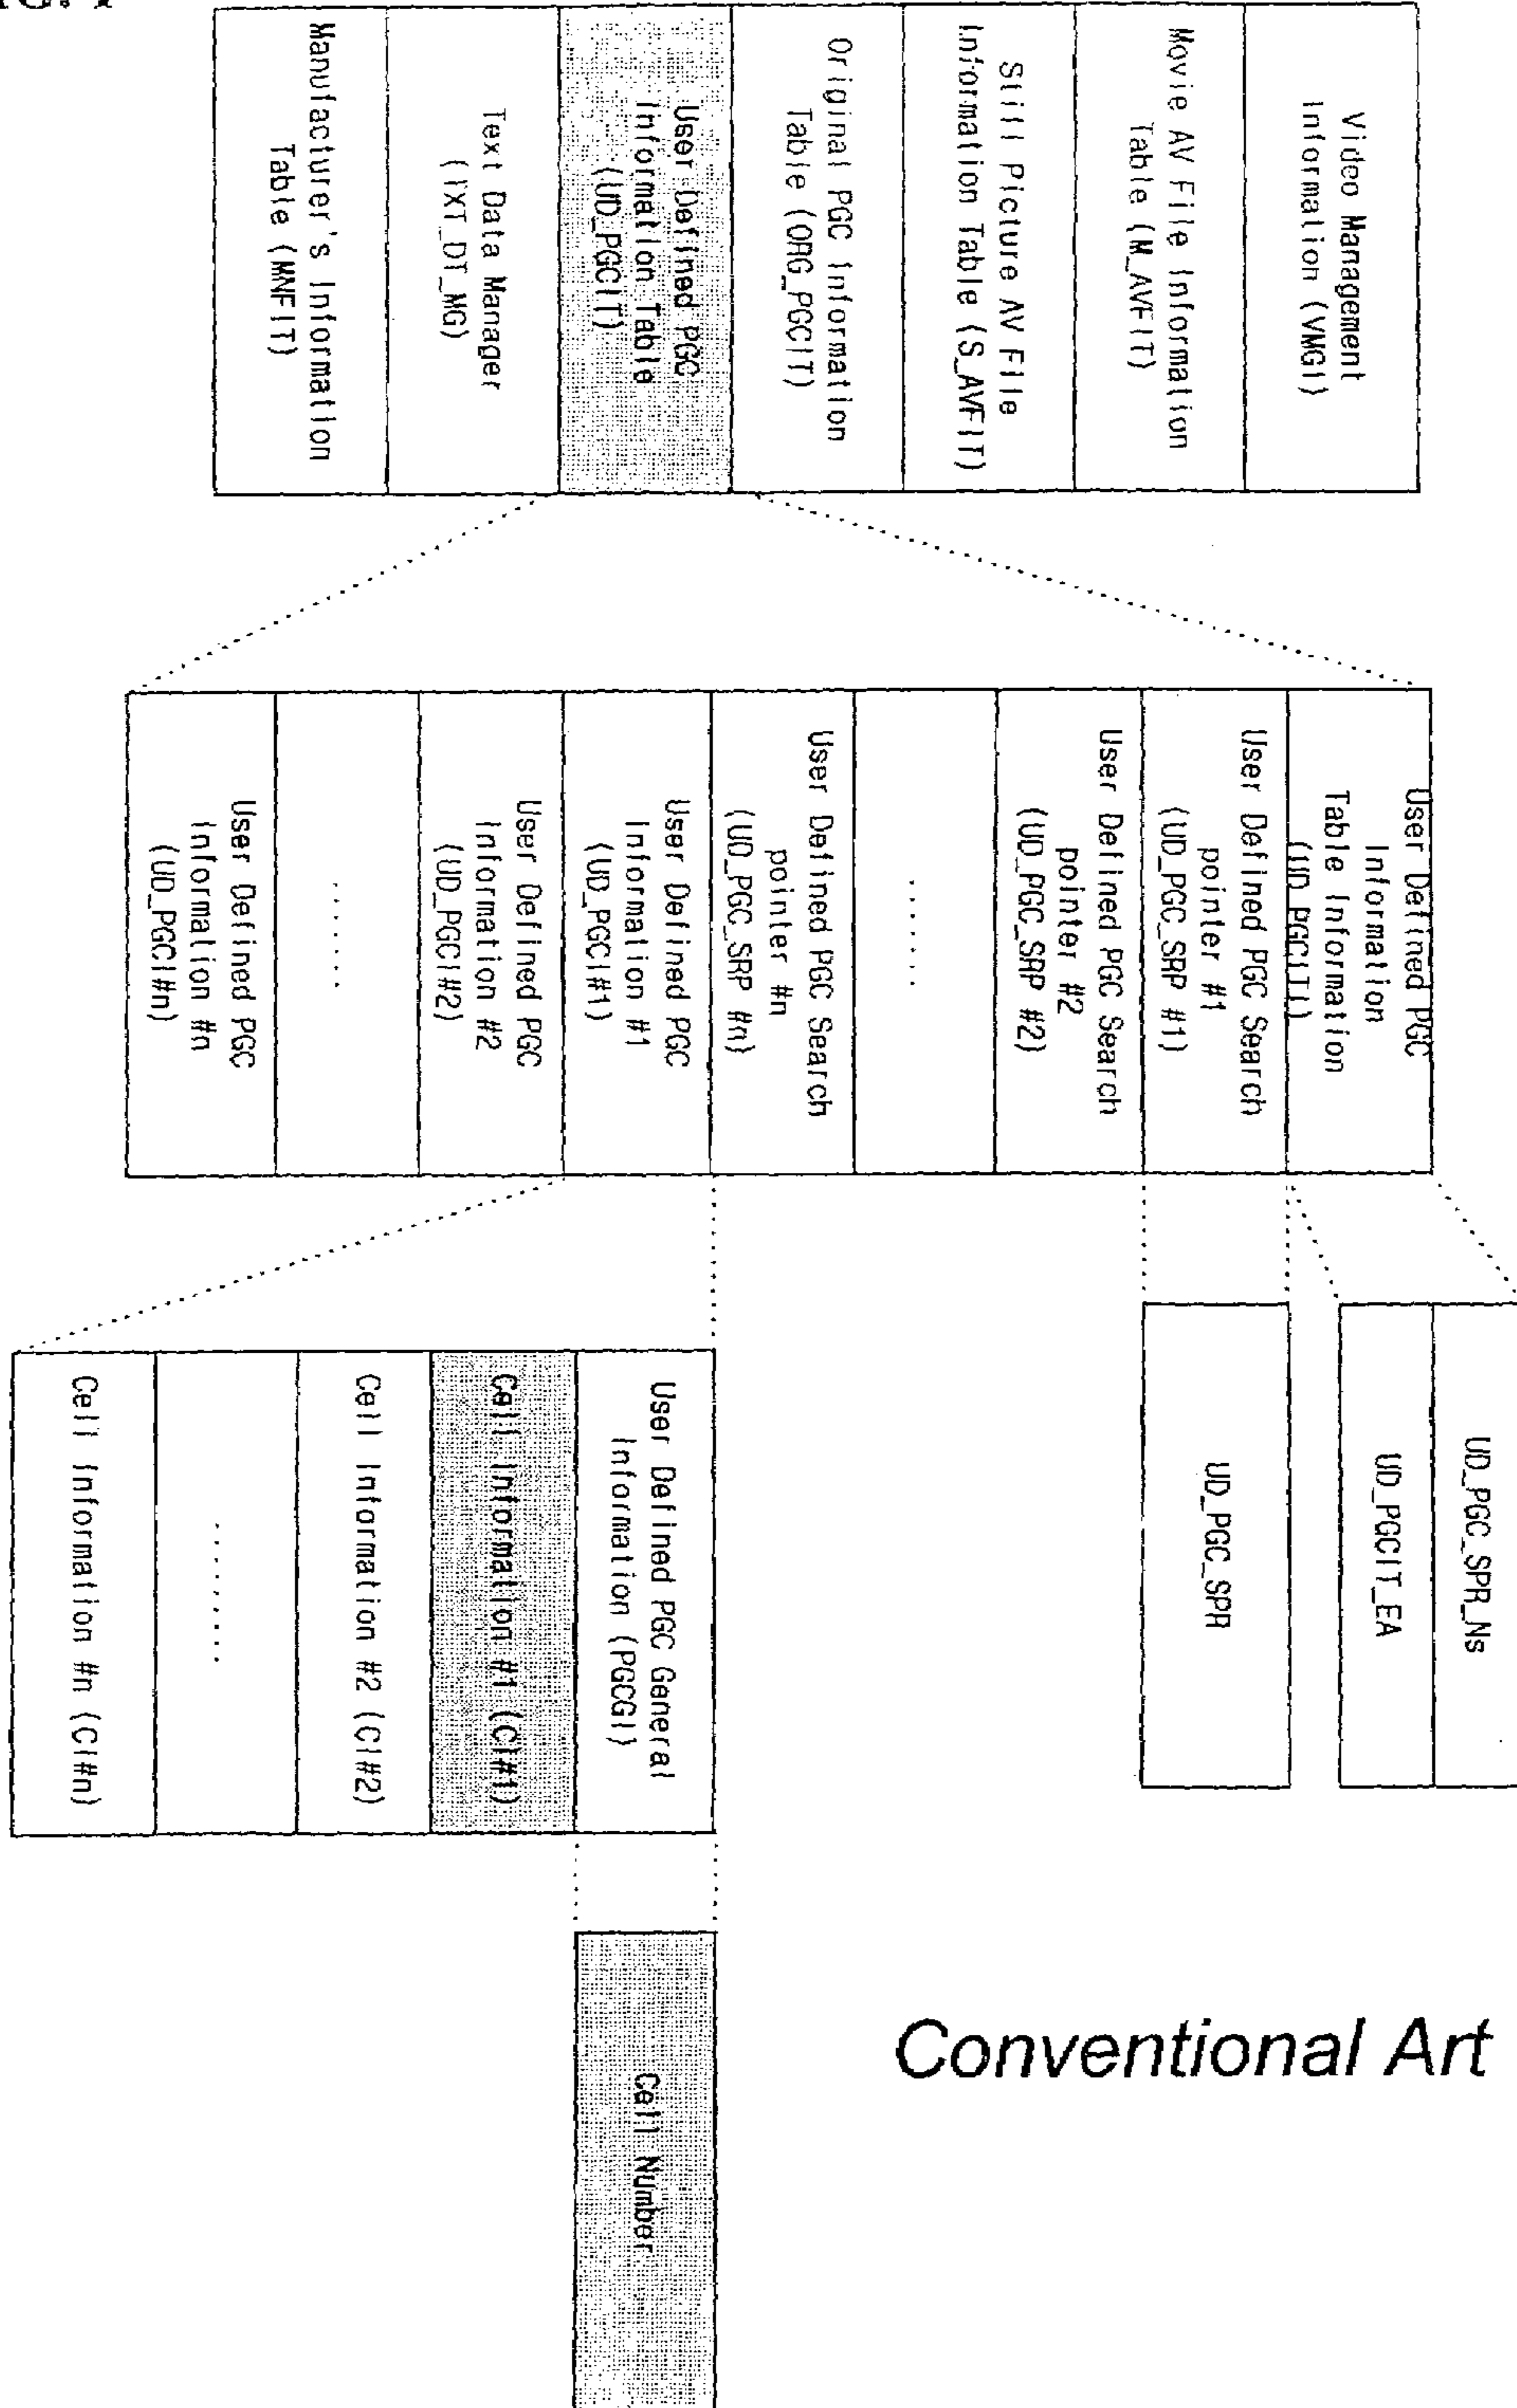 Video Management
Information (VMGI)
Movie AV File Information
Table (M_AVFIT)
Still Picture AV File
Information Table (S_AVFIT)
Original PGC Information
Table (ORG_PGCIT)
User Defined PGC
Information Table
(UD_PGCIT)
Text Data Manager
(TXT_DT_MG)
Manufacturer's Information
Table (MNFIT)
User Defined PGC
Information
Table Information
(UD_PGCITI)
User Defined PGC Search
pointer #1
(UD_PGC_SRP #1)
User Defined PGC Search
pointer #2
(UD_PGC_SRP #2)
......
User Defined PGC Search
pointer #n
(UD_PGC_SRP #n)
User Defined PGC
Information #1
(UD_PGCI#1)
User Defined PGC
Information #2
(UD_PGCI#2)
......
User Defined PGC
Information #n
(UD_PGCI#n)
UD_PGC_SPR_Ns
UD_PGCIT_EA
UD_PGC_SPR
User Defined PGC General
Information (PGCGI)
Cell Information #1 (CI#1)
Cell Information #2 (CI#2)
.........
Cell Information #n (CI#n)
Cell Number
Conventional Art